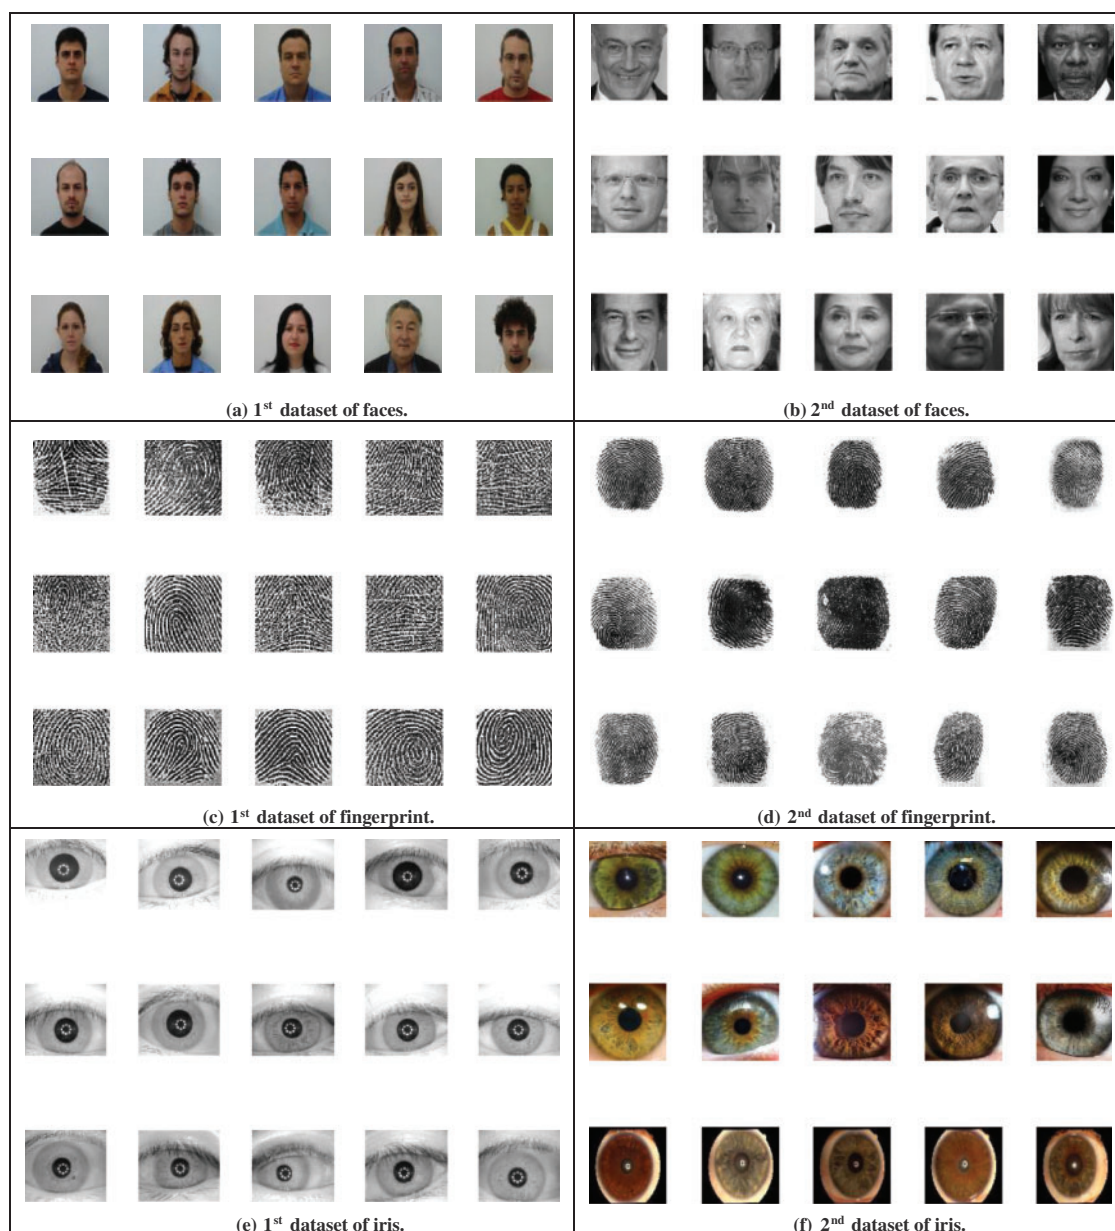 (a) 1st dataset of faces.
(b) 2nd dataset of faces.
(c) 1st dataset of fingerprint.
(d) 2nd dataset of fingerprint.
(e) 1st dataset of iris.
(f) 2nd dataset of iris.